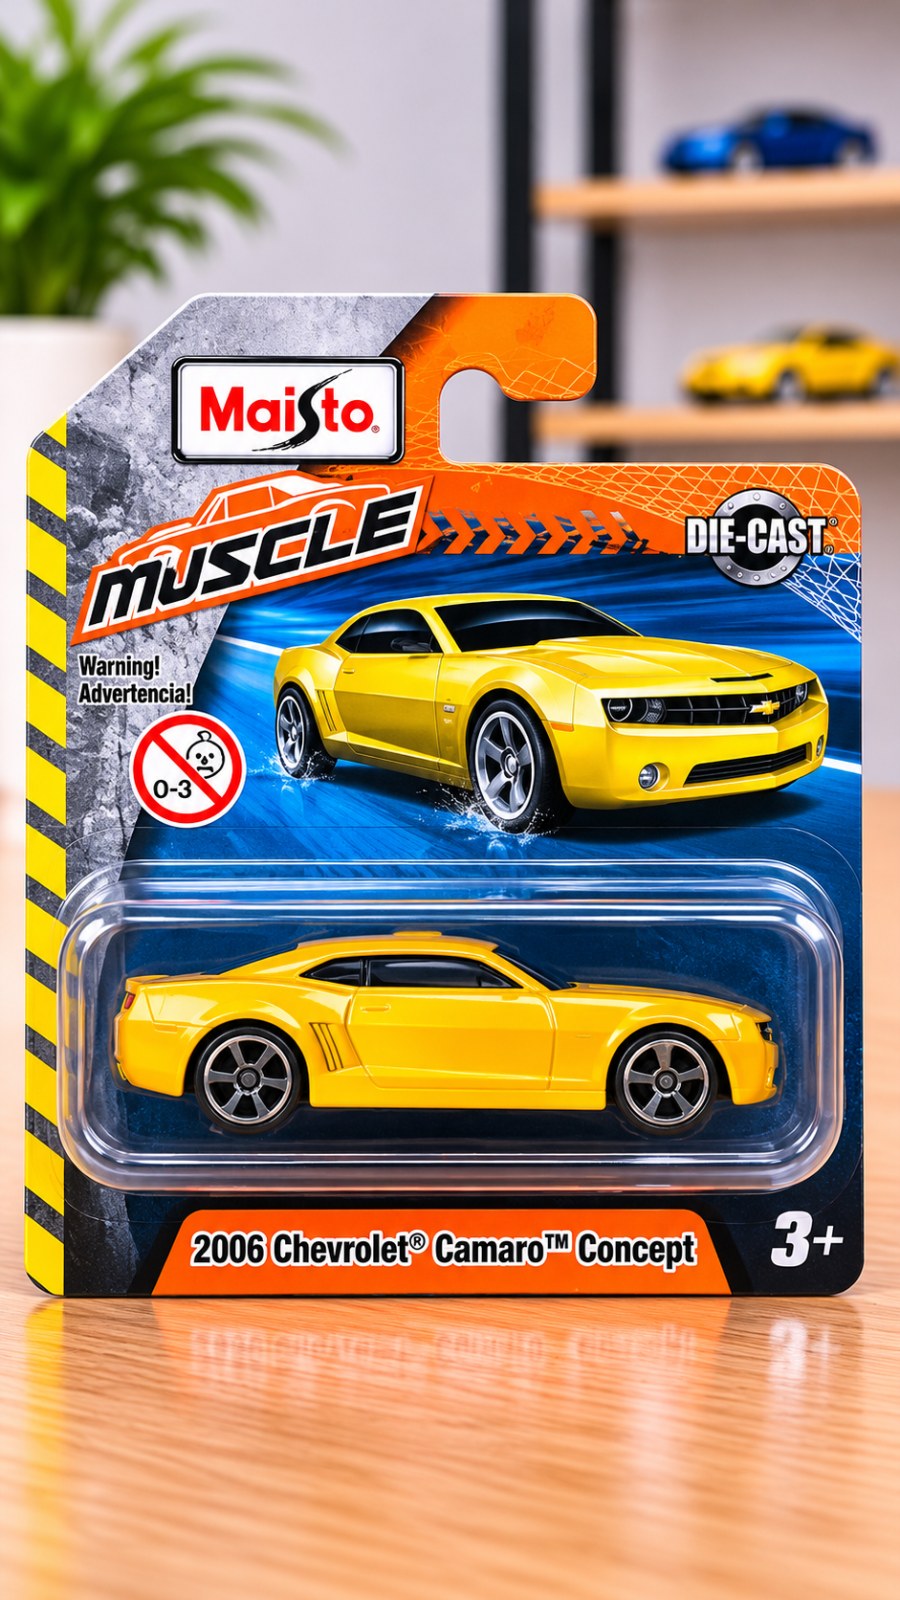 Maisto®
MUSCLE
DIE-CAST®
Warning!
Advertencia!
0-3
2006 Chevrolet® Camaro™ Concept
3+